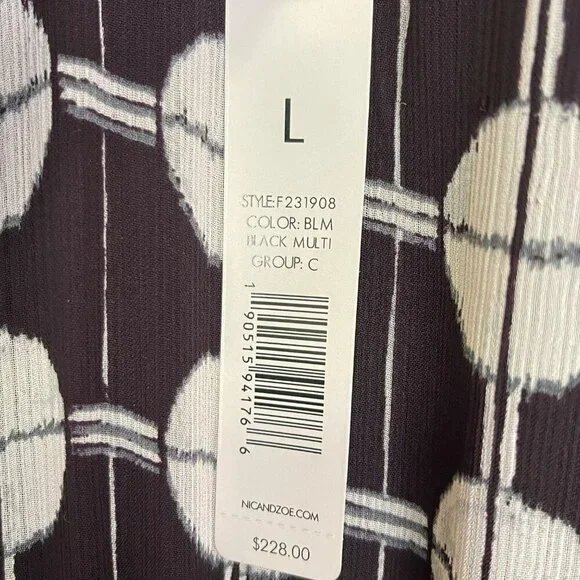 L
STYLE:F231908
COLOR: BLM
BLACK MULTI
GROUP: C
1 90515 94176 6
NICANDZOE.COM
$228.00